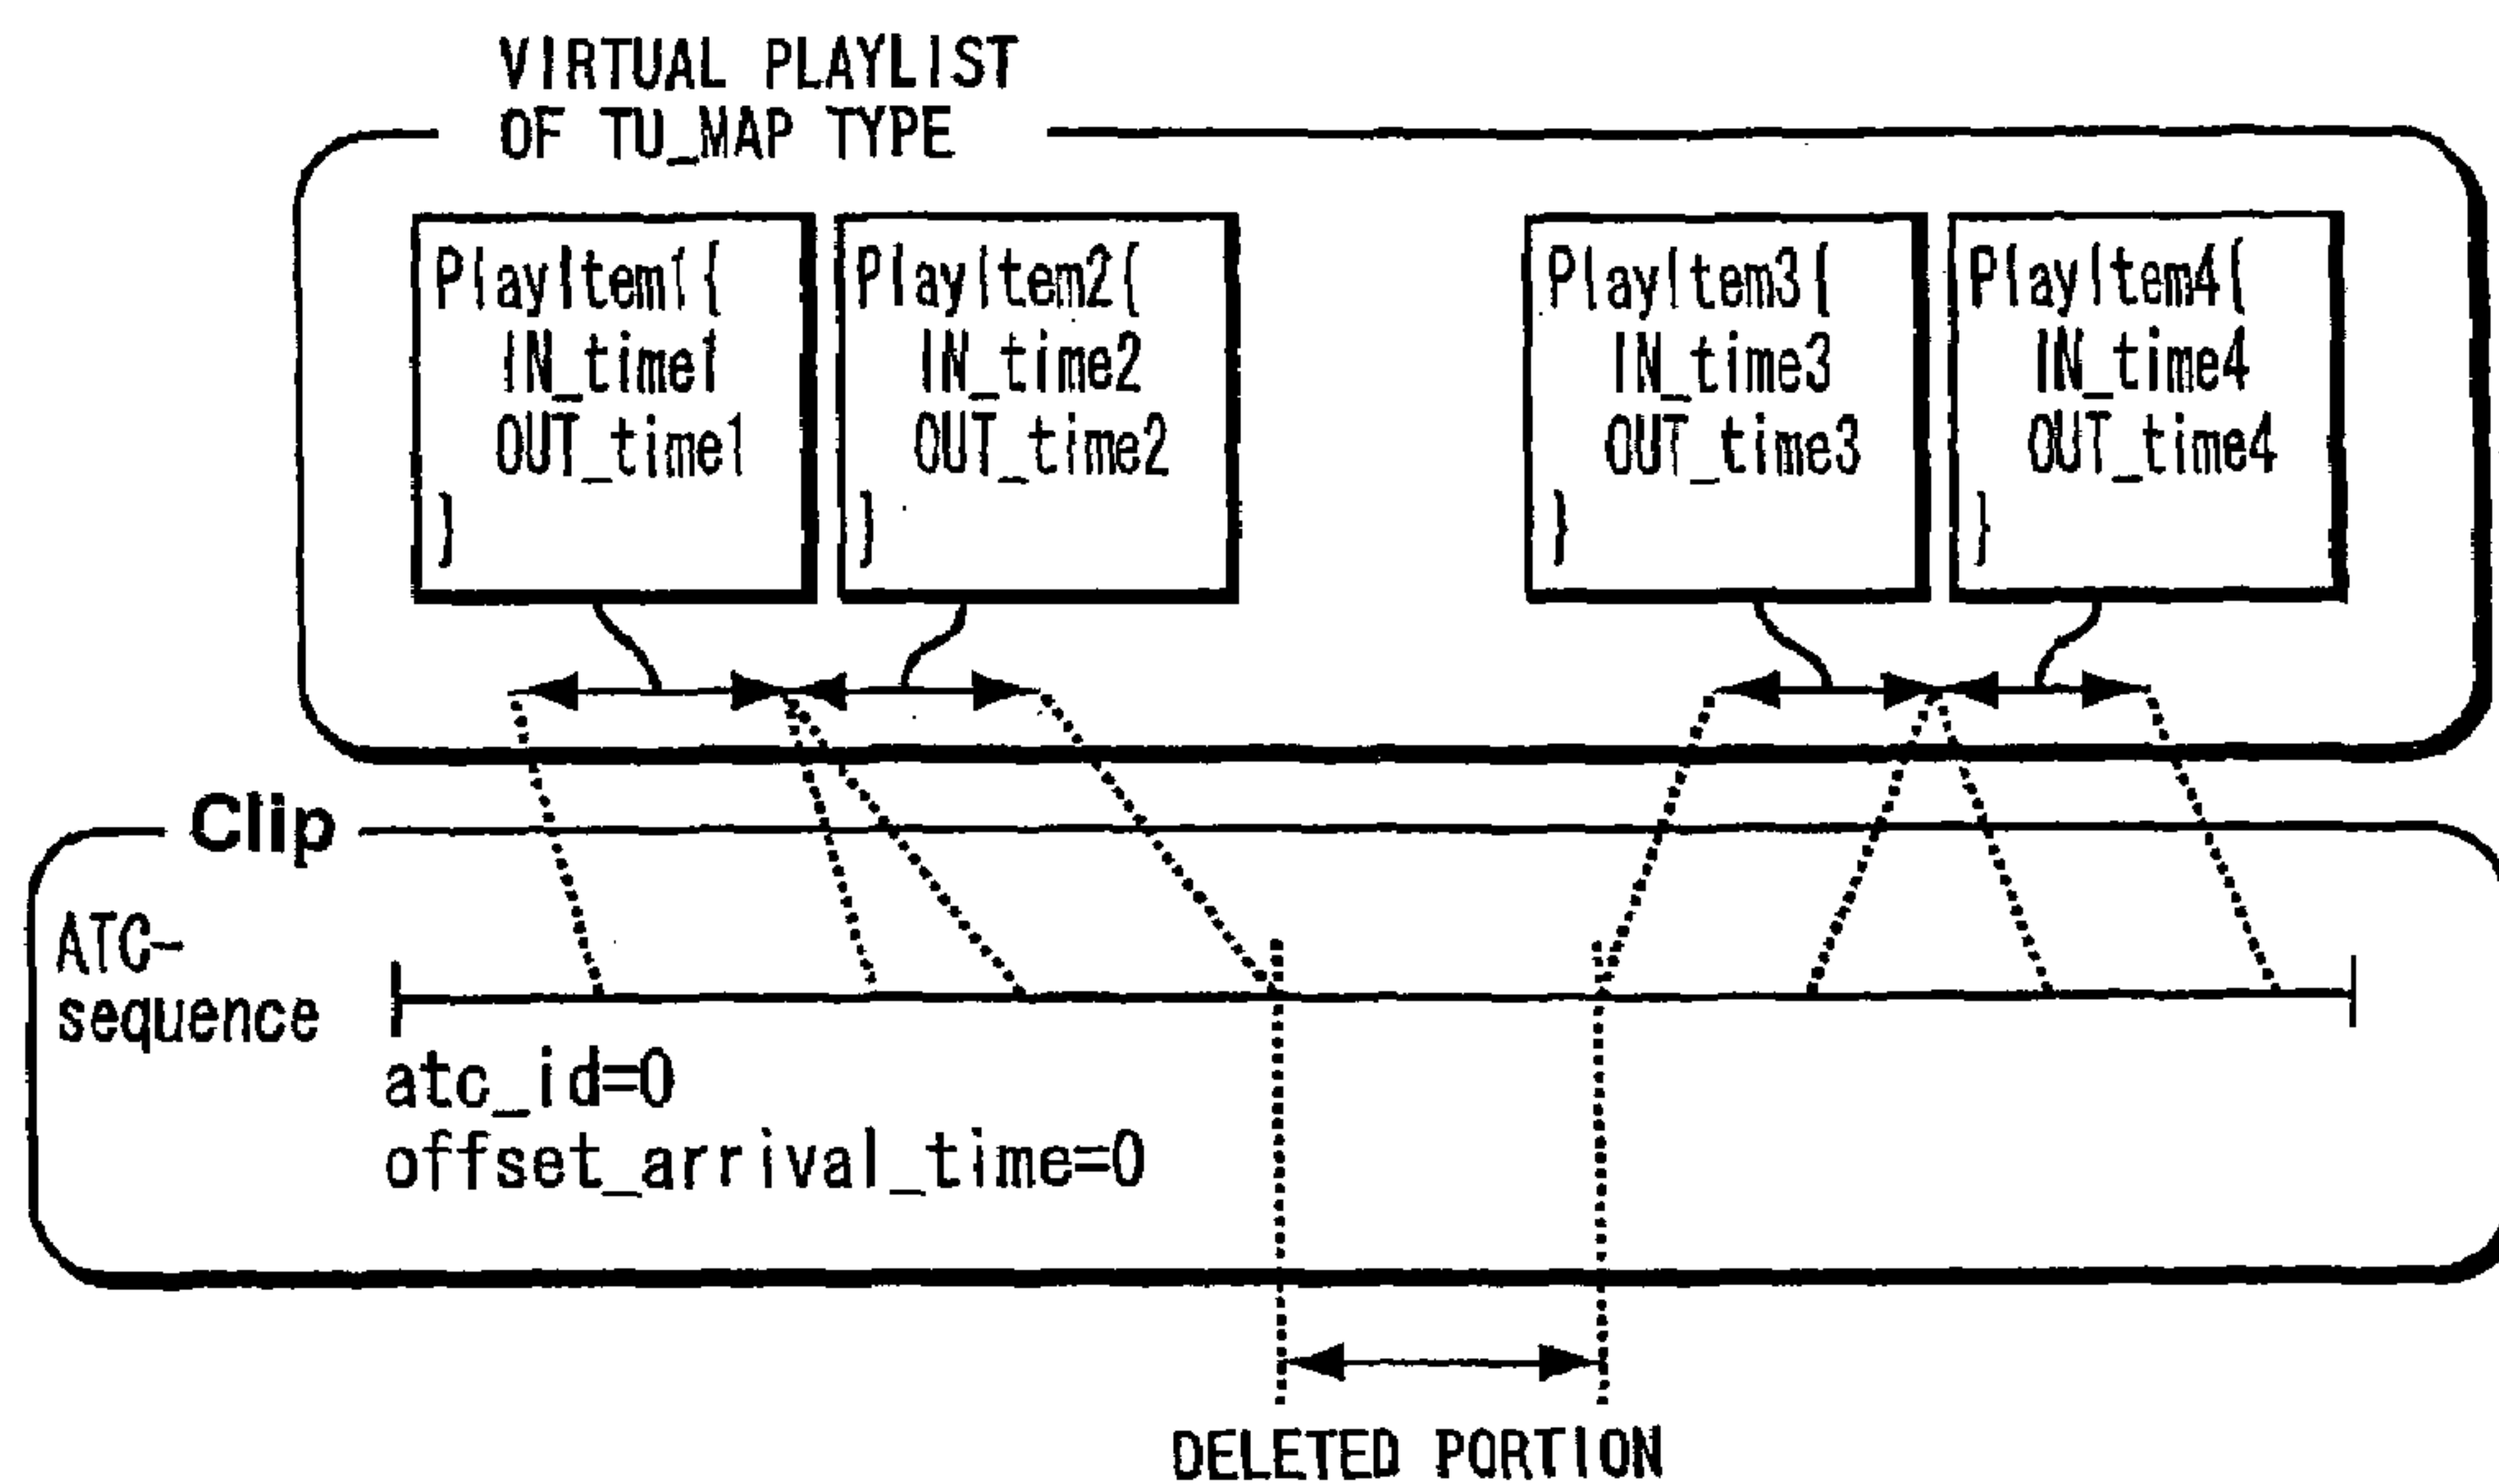 VIRTUAL PLAYLIST
OF TU_MAP TYPE
PlayItem1{
IN_time1
OUT_time1
}
PlayItem2{
IN_time2
OUT_time2
}
PlayItem3{
IN_time3
OUT_time3
}
PlayItem4{
IN_time4
OUT_time4
}
Clip
ATC-
sequence
atc_id=0
offset_arrival_time=0
DELETED PORTION